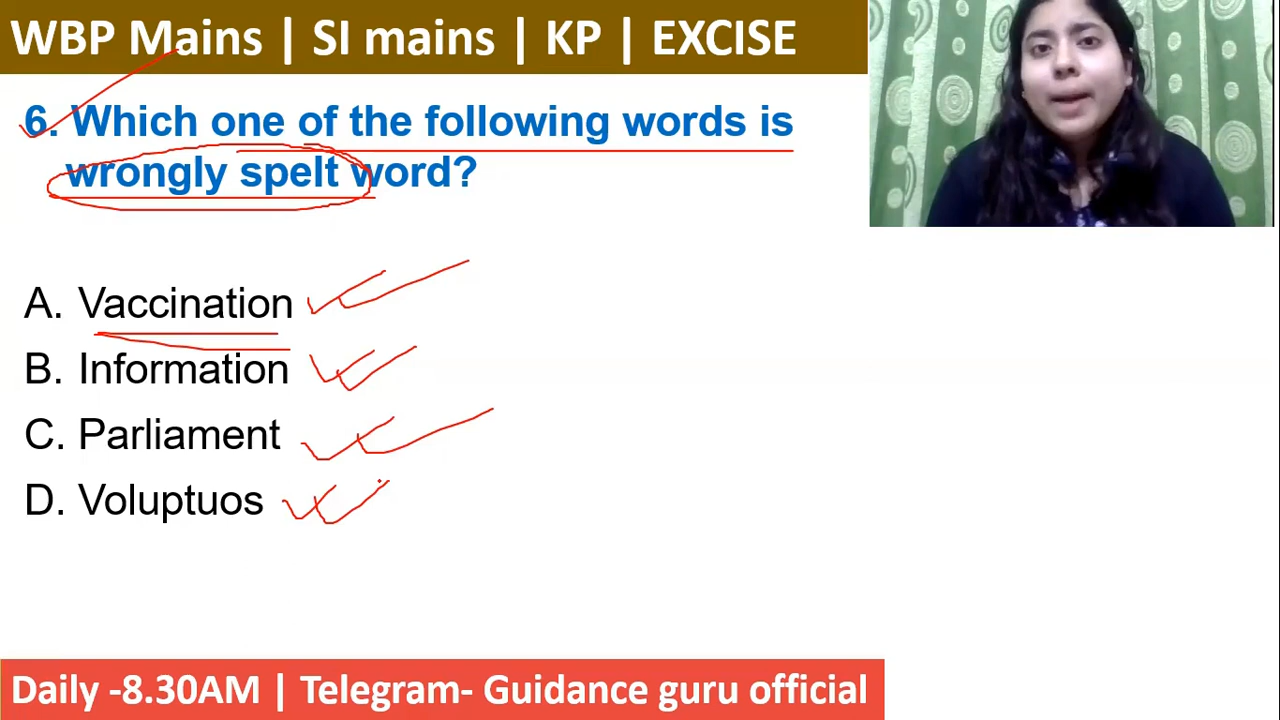 WBP Mains | SI mains | KP | EXCISE
6. Which one of the following words is
wrongly spelt word?
A. Vaccination
B. Information
C. Parliament
D. Voluptuos
Daily -8.30AM | Telegram- Guidance guru official